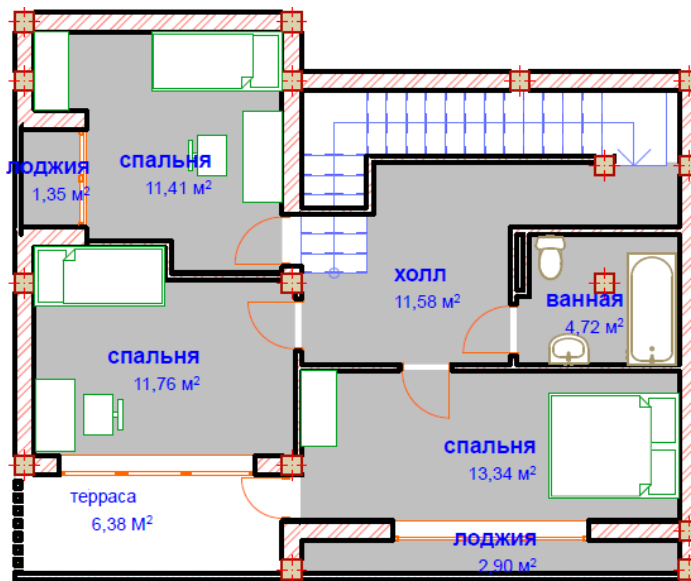 спальня
11,41 м²
лоджия
1,35 м²
холл
11,58 м²
ванная
4,72 м²
спальня
11,76 м²
спальня
13,34 м²
терраса
6,38 м²
лоджия
2,90 м²